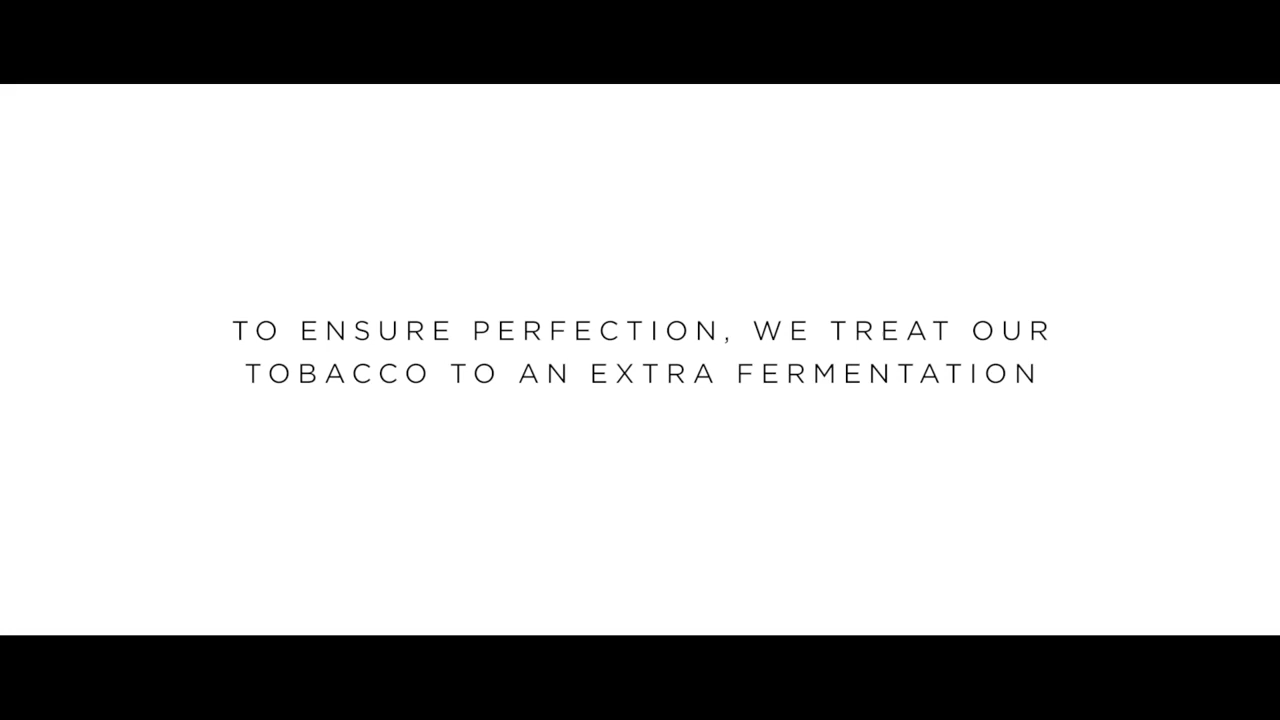 TO ENSURE PERFECTION, WE TREAT OUR
TOBACCO TO AN EXTRA FERMENTATION